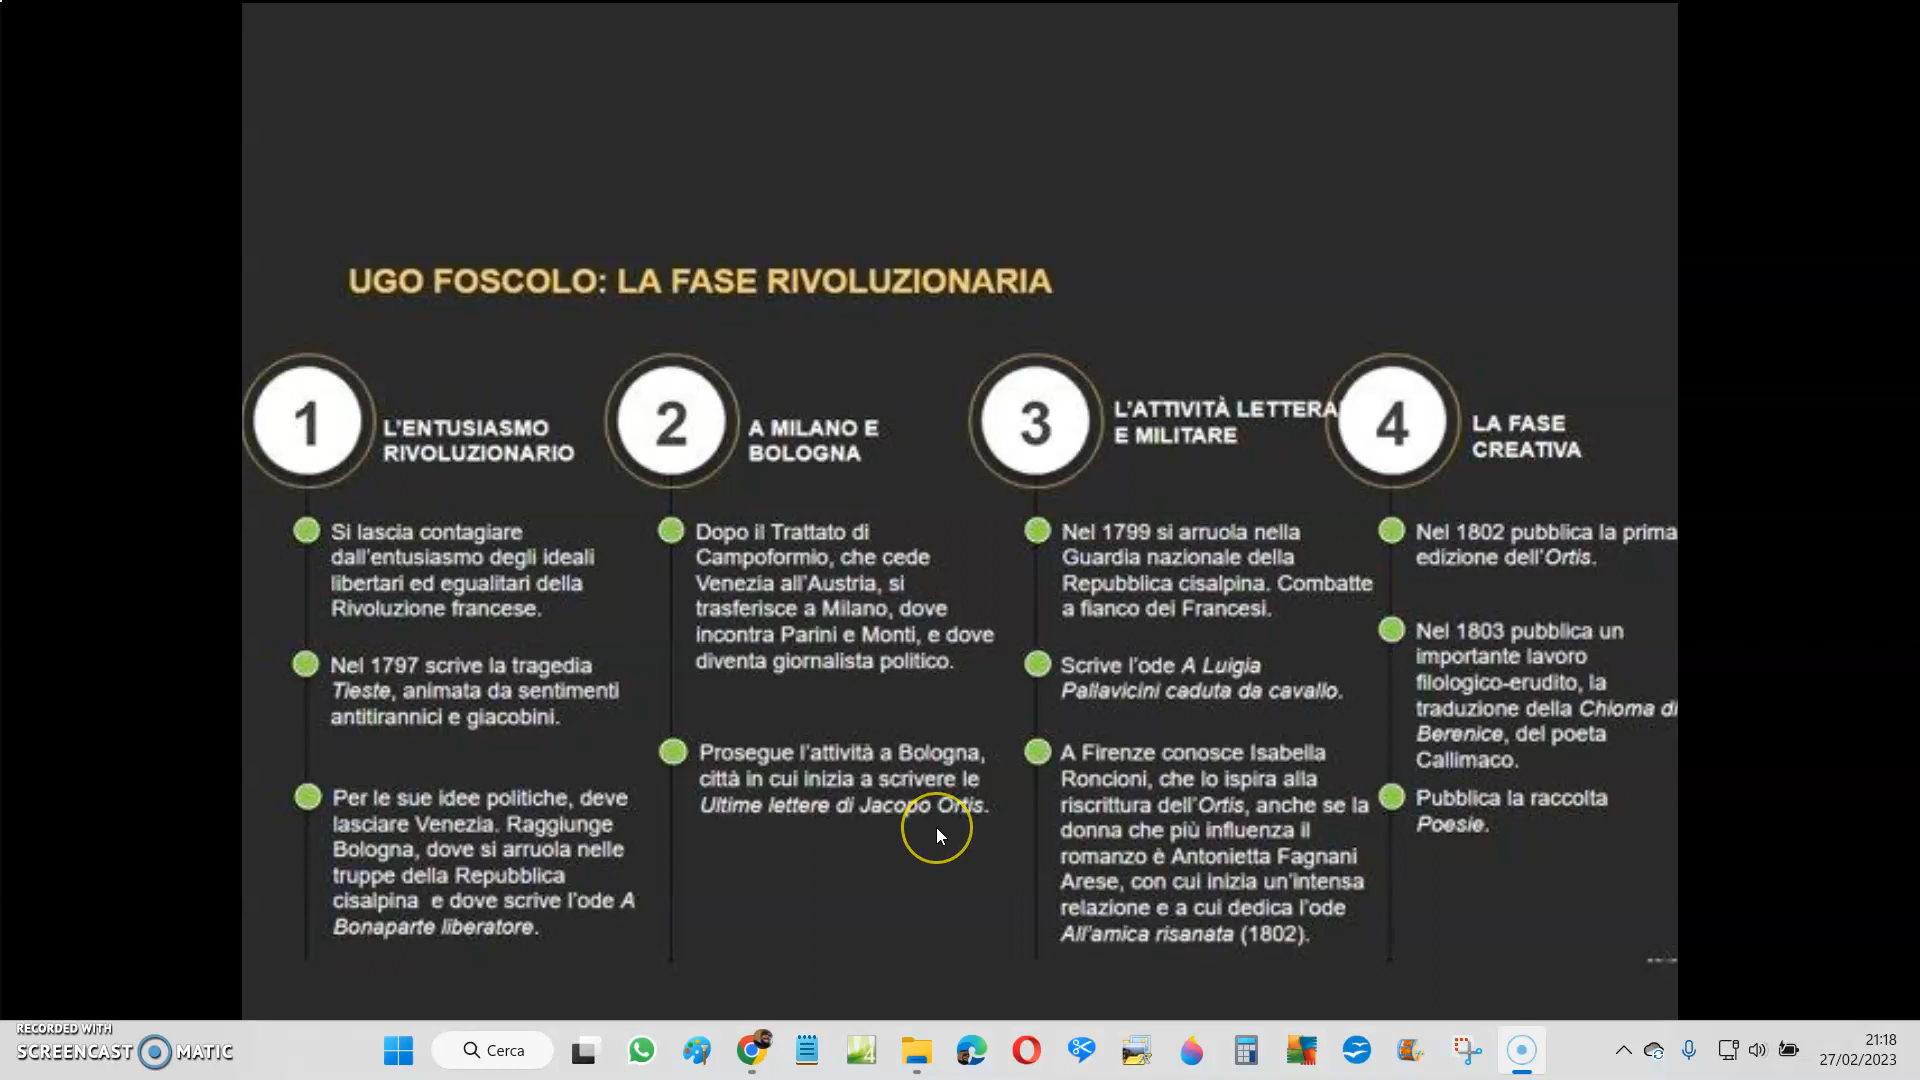 UGO FOSCOLO: LA FASE RIVOLUZIONARIA
1
L'ENTUSIASMO
RIVOLUZIONARIO
Si lascia contagiare
dall'entusiasmo degli ideali
libertari ed egualitari della
Rivoluzione francese.
Nel 1797 scrive la tragedia
Tieste, animata da sentimenti
antitirannici e giacobini.
Per le sue idee politiche, deve
lasciare Venezia. Raggiunge
Bologna, dove si arruola nelle
truppe della Repubblica
cisalpina e dove scrive l'ode A
Bonaparte liberatore.
2
A MILANO E
BOLOGNA
Dopo il Trattato di
Campoformio, che cede
Venezia all'Austria, si
trasferisce a Milano, dove
incontra Parini e Monti, e dove
diventa giornalista politico.
Prosegue l'attività a Bologna,
città in cui inizia a scrivere le
Ultime lettere di Jacopo Ortis.
3
L'ATTIVITÀ LETTERA
E MILITARE
Nel 1799 si arruola nella
Guardia nazionale della
Repubblica cisalpina. Combatte
a fianco dei Francesi.
Scrive l'ode A Luigia
Pallavicini caduta da cavallo.
A Firenze conosce Isabella
Roncioni, che lo ispira alla
riscrittura dell'Ortis, anche se la
donna che più influenza il
romanzo è Antonietta Fagnani
Arese, con cui inizia un'intensa
relazione e a cui dedica l'ode
All'amica risanata (1802).
4
LA FASE
CREATIVA
Nel 1802 pubblica la prima
edizione dell'Ortis.
Nel 1803 pubblica un
importante lavoro
filologico-erudito, la
traduzione della Chioma di
Berenice, del poeta
Callimaco.
Pubblica la raccolta
Poesie.
RECORDED WITH
SCREENCAST MATIC
Cerca
4
21:18
27/02/2023